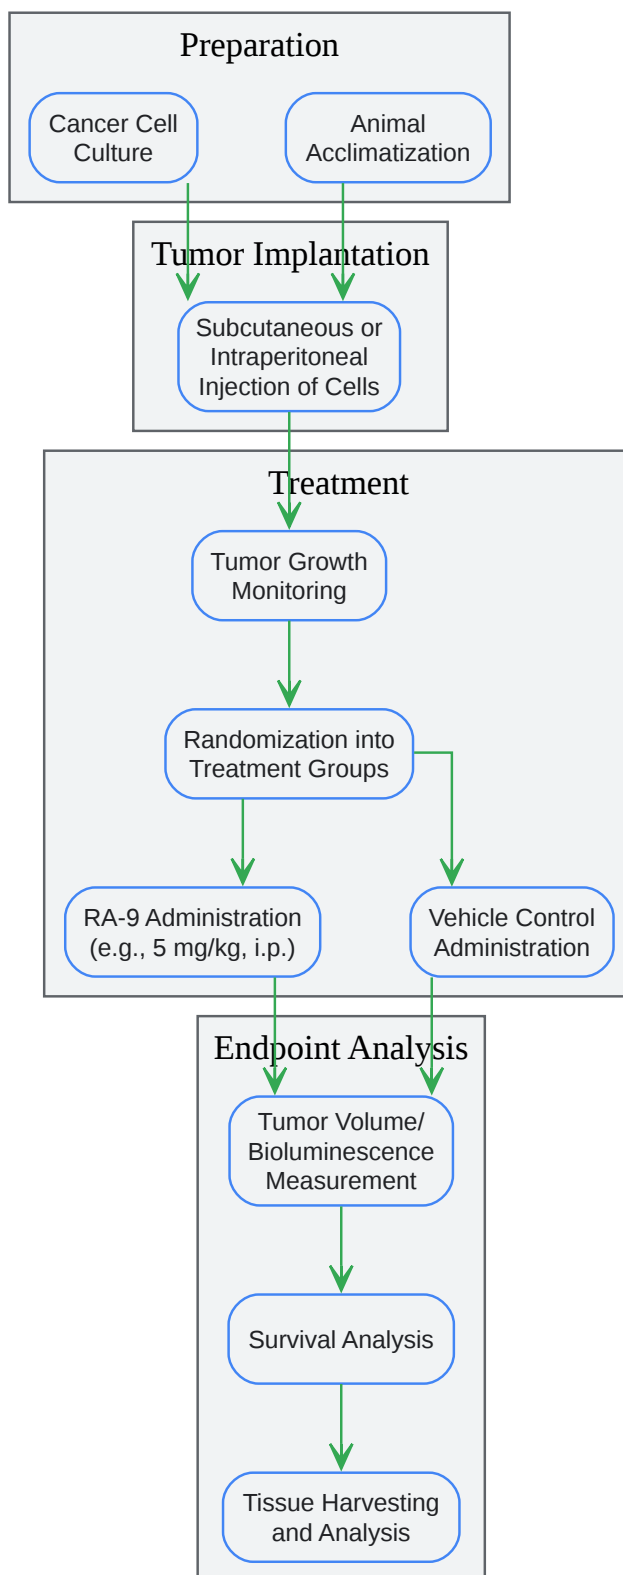 Preparation
Cancer Cell
Culture
Animal
Acclimatization
Tumor Implantation
Subcutaneous or
Intraperitoneal
Injection of Cells
Treatment
Tumor Growth
Monitoring
Randomization into
Treatment Groups
RA-9 Administration
(e.g., 5 mg/kg, i.p.)
Vehicle Control
Administration
Endpoint Analysis
Tumor Volume/
Bioluminescence
Measurement
Survival Analysis
Tissue Harvesting
and Analysis